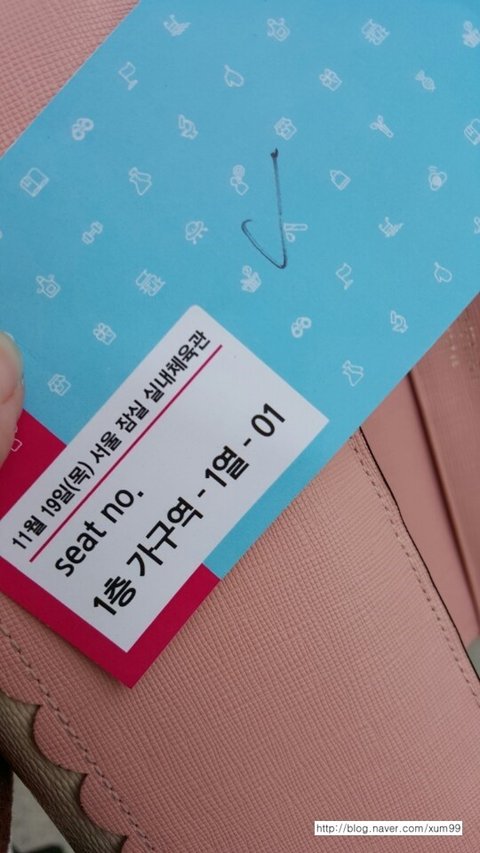 11월 19일(목) 서울 잠실 실내체육관
seat no.
1층 가구역 - 1열 - 01
http://blog.naver.com/xum99